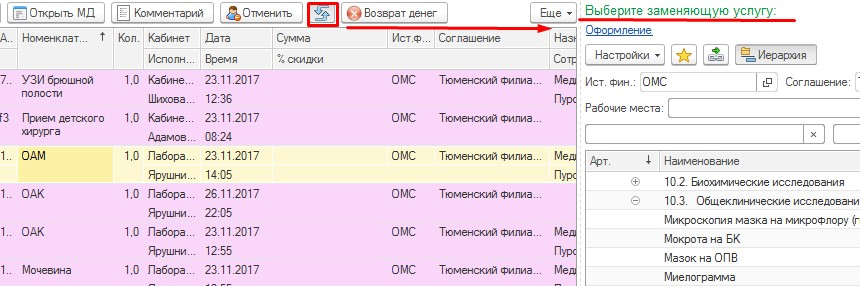 Открыть МД Комментарий Отменить Возврат денег Еще
А.. Номенклат... Кол. Кабинет Дата Сумма Ист.ф... Соглашение Назн
Исполн... Время % скидки Сотр
7.. УЗИ брюшной полости 1,0 Кабине... 23.11.2017 ОМС Тюменский филиа... Мед
Шихова... 12:36 Пуро
f3 Прием детского хирурга 1,0 Кабине... 23.11.2017 ОМС Тюменский филиа...
Адамов... 08:24
1.. ОАМ 1,0 Лабора... 23.11.2017 ОМС Тюменский филиа... Мед
Ярушни... 14:05 Пуро
1.. ОАК 1,0 Лабора... 26.11.2017 ОМС Тюменский филиа...
Ярушни... 22:05
1.. ОАК 1,0 Лабора... 23.11.2017 ОМС Тюменский филиа...
Ярушни... 12:55
1.. Мочевина 1,0 Лабора... 23.11.2017 ОМС Тюменский филиа...
Выберите заменяющую услугу:
Оформление
Настройки Иерархия
Ист. фин.: ОМС Соглашение:
Рабочие места:
Арт. Наименование
10.2. Биохимические исследования
10.3. Общеклинические исследовани
Микроскопия мазка на микрофлору (г
Мокрота на БК
Мазок на ОПВ
Миелограмма